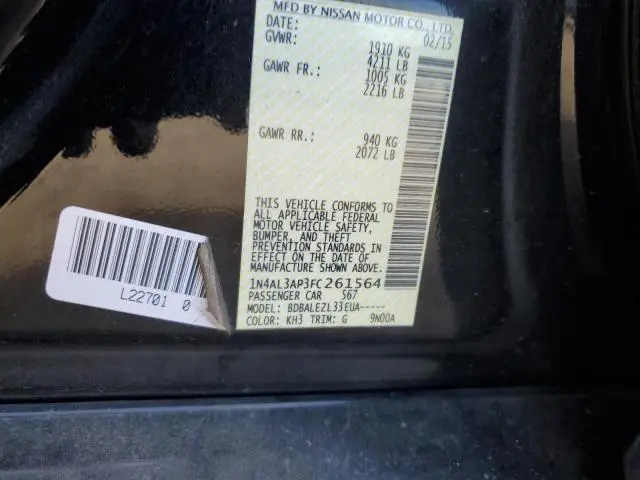 MFD BY NISSAN MOTOR CO., LTD.
DATE: 02/15
GVWR: 1910 KG
4211 LB
GAWR FR.: 1005 KG
2216 LB
GAWR RR.: 940 KG
2072 LB
THIS VEHICLE CONFORMS TO
ALL APPLICABLE FEDERAL
MOTOR VEHICLE SAFETY,
BUMPER, AND THEFT
PREVENTION STANDARDS IN
EFFECT ON THE DATE OF
MANUFACTURE SHOWN ABOVE.
1N4AL3AP3FC261564
PASSENGER CAR 567
MODEL: BDBALEZL33EUA-----
COLOR: KH3 TRIM: G 9N00A
L22701 0